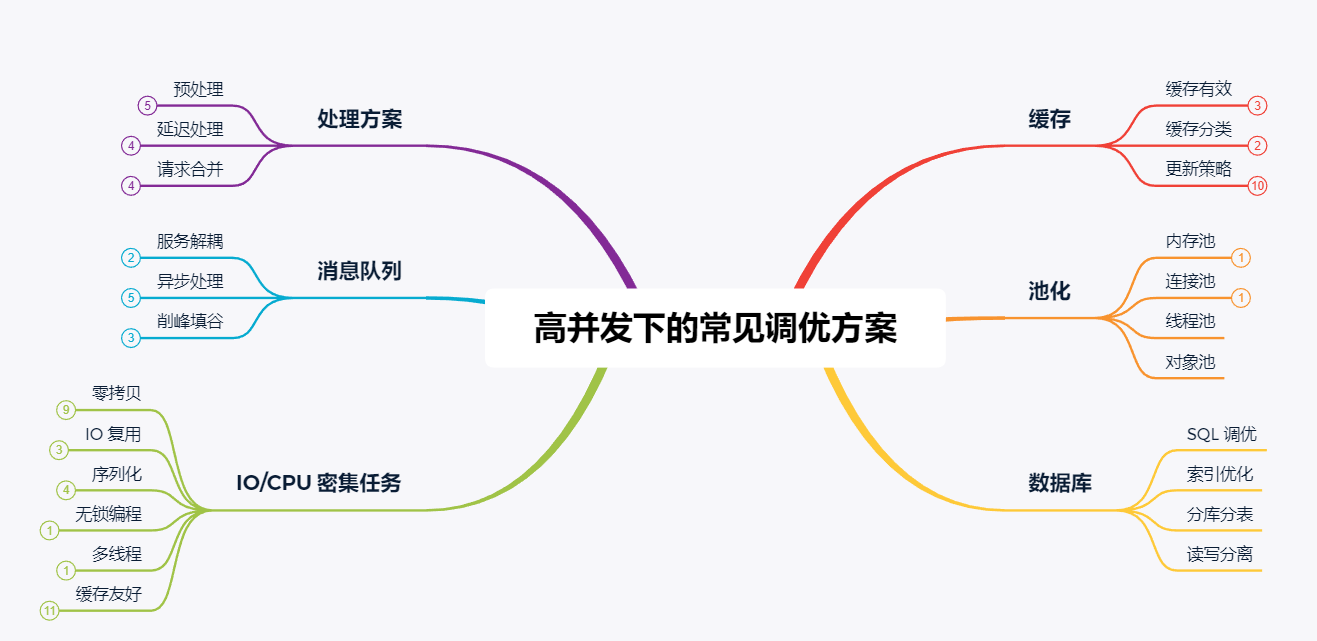 高并发下的常见调优方案
处理方案
预处理
5
延迟处理
4
请求合并
4
消息队列
服务解耦
2
异步处理
5
削峰填谷
3
IO/CPU 密集任务
零拷贝
9
IO 复用
3
序列化
4
无锁编程
1
多线程
1
缓存友好
11
缓存
缓存有效
3
缓存分类
2
更新策略
10
池化
内存池
1
连接池
1
线程池
对象池
数据库
SQL 调优
索引优化
分库分表
读写分离